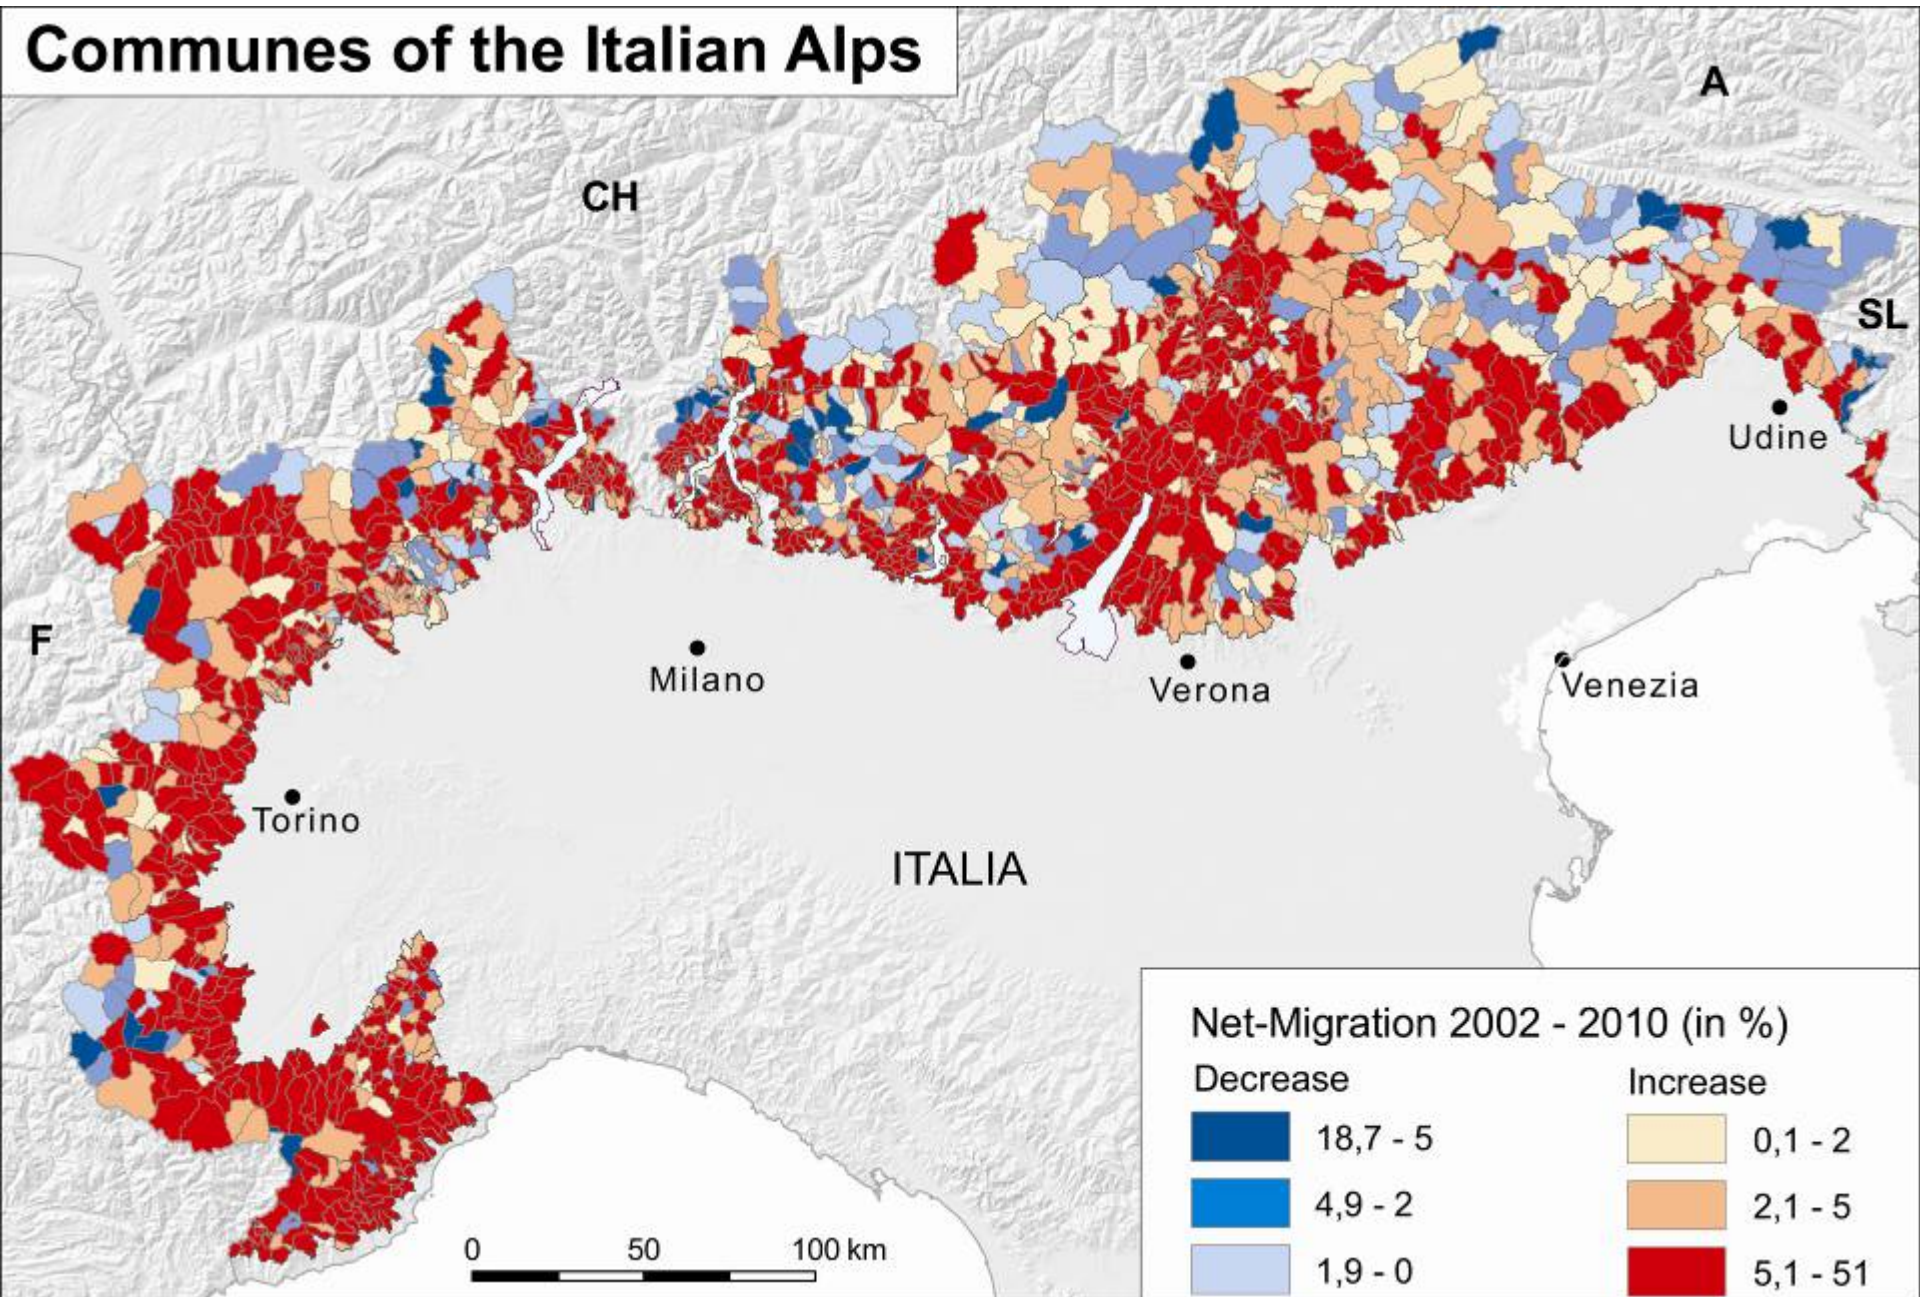 Communes of the Italian Alps
A
CH
SL
Udine
F
Milano
Verona
Venezia
Torino
ITALIA
Net-Migration 2002 - 2010 (in %)
Decrease
Increase
18,7 - 5
0,1 - 2
4,9 - 2
2,1 - 5
1,9 - 0
5,1 - 51
0
50
100 km